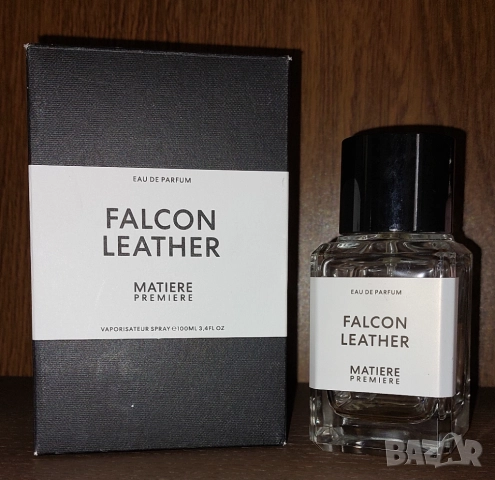 EAU DE PARFUM
FALCON
LEATHER
MATIERE
PREMIERE
VAPORISATEUR SPRAY ℮100ML 3,4FL OZ
EAU DE PARFUM
FALCON
LEATHER
MATIERE
PREMIERE
BAZAR